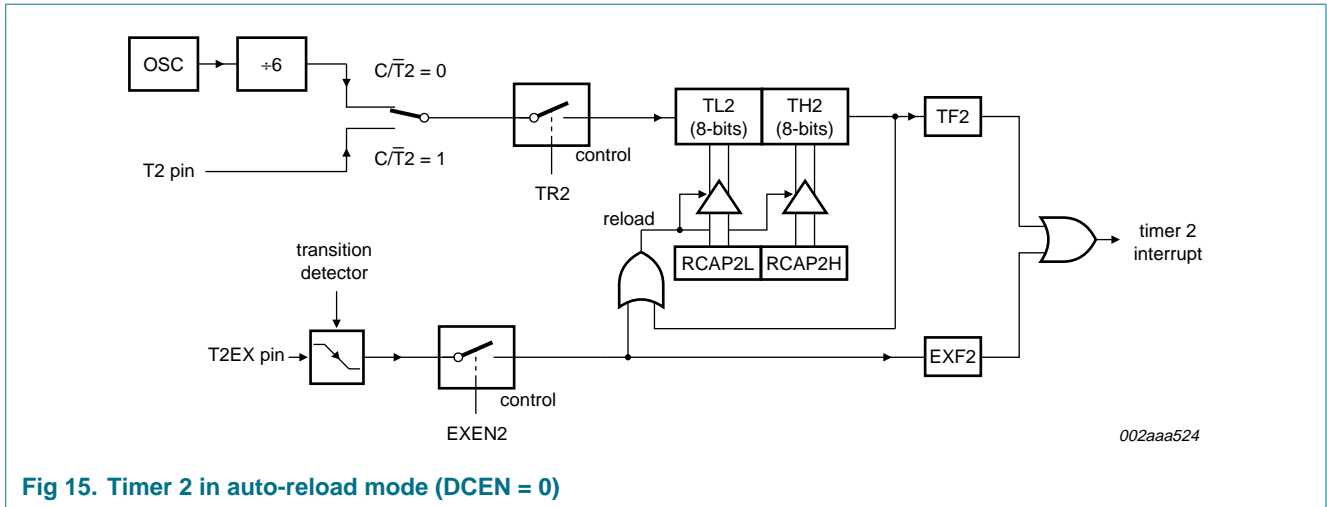 OSC
÷6
C/T̅2 = 0
C/T̅2 = 1
T2 pin
control
TR2
TL2
(8-bits)
TH2
(8-bits)
TF2
reload
RCAP2L
RCAP2H
timer 2
interrupt
transition
detector
T2EX pin
control
EXEN2
EXF2
002aaa524
Fig 15. Timer 2 in auto-reload mode (DCEN = 0)